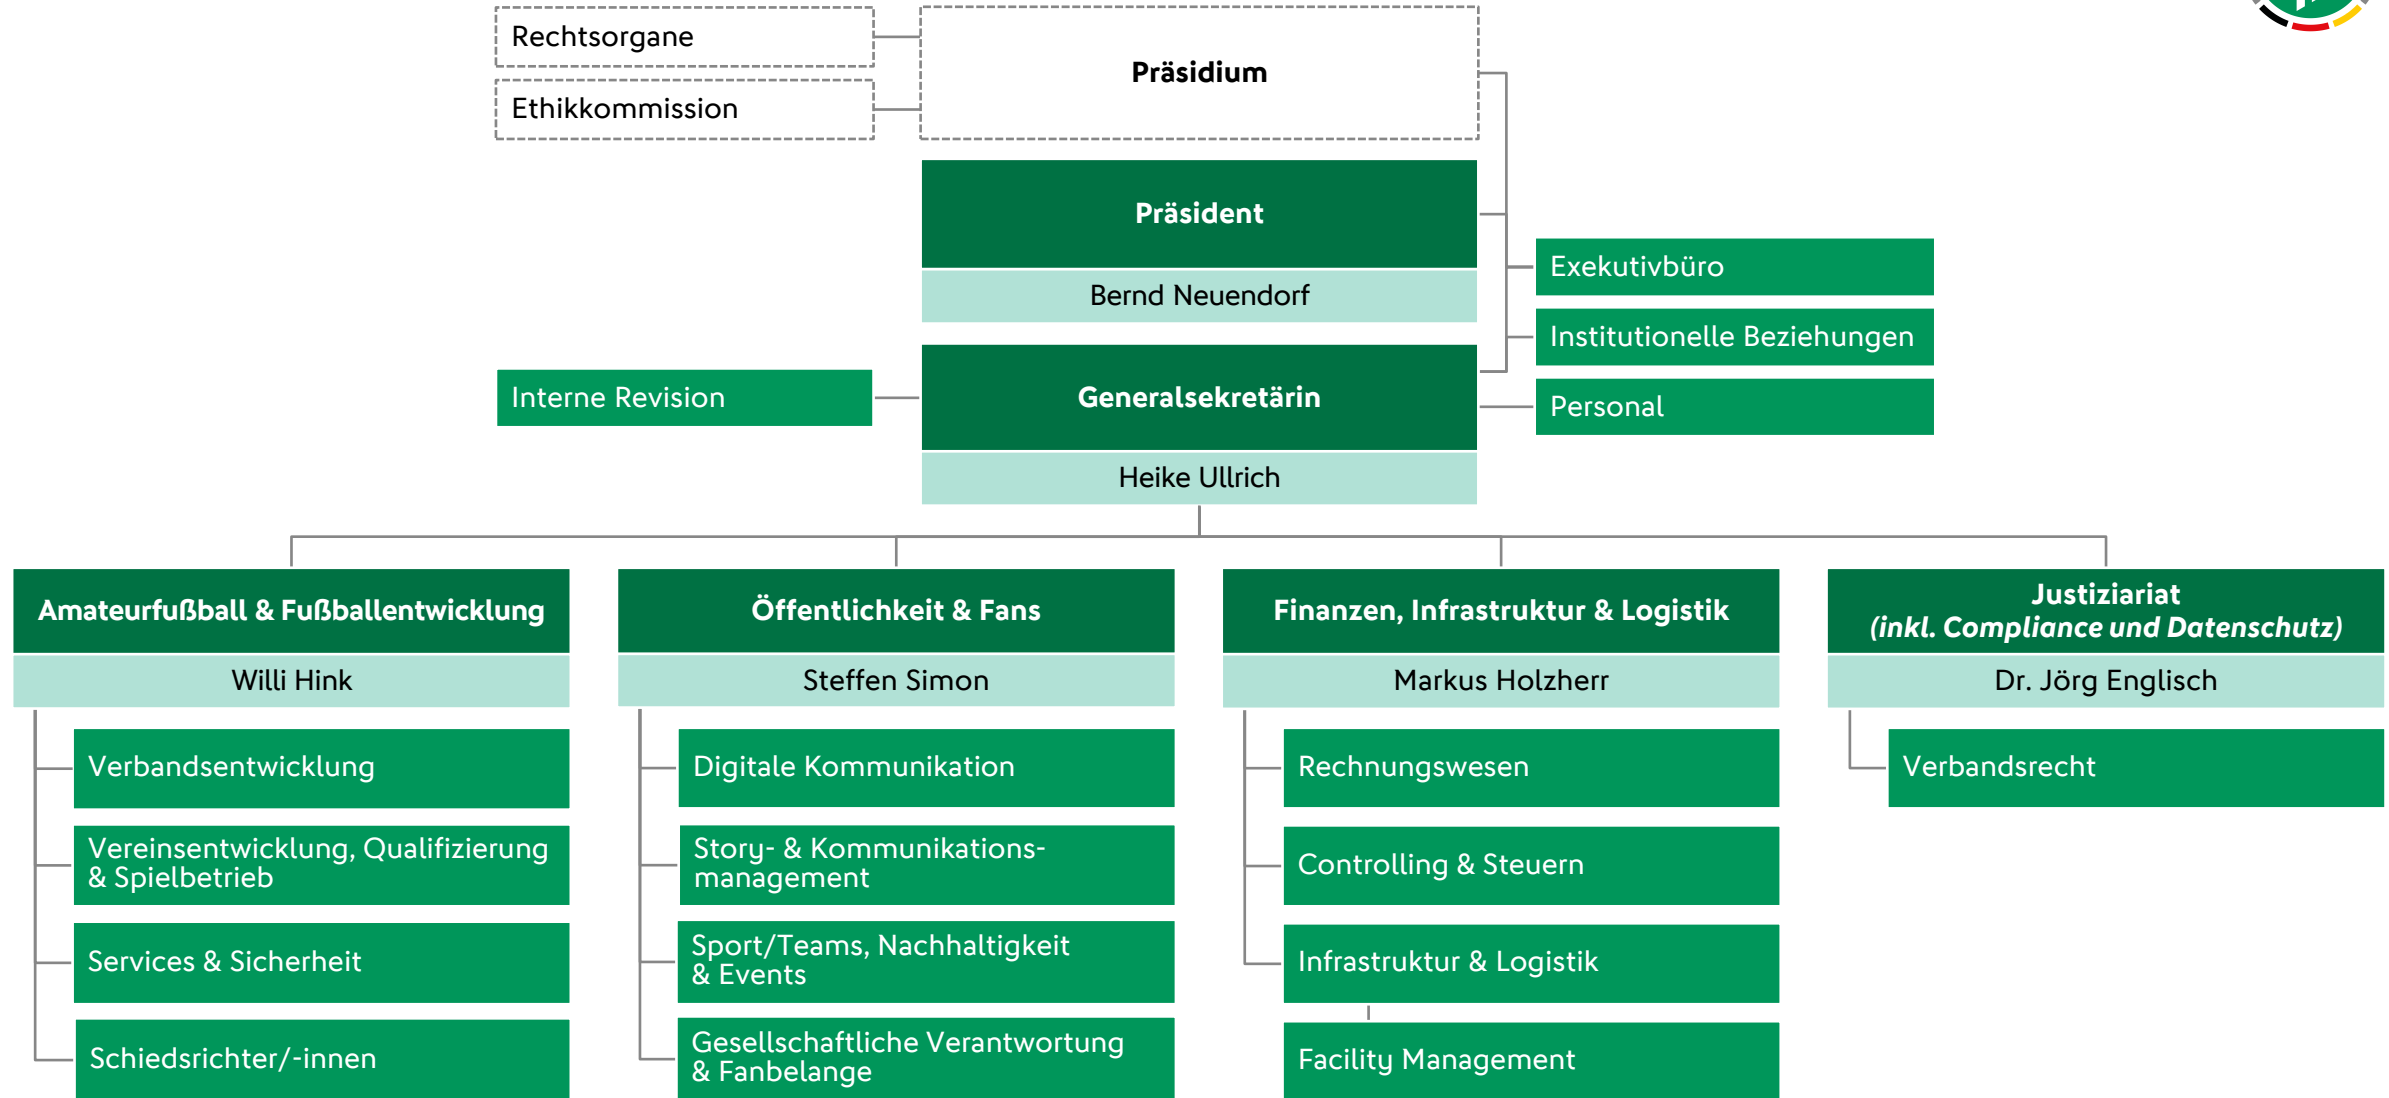 Rechtsorgane
Ethikkommission
Präsidium
Präsident
Bernd Neuendorf
Exekutivbüro
Institutionelle Beziehungen
Interne Revision
Generalsekretärin
Personal
Heike Ullrich
Amateurfußball & Fußballentwicklung
Willi Hink
Verbandsentwicklung
Vereinsentwicklung, Qualifizierung
& Spielbetrieb
Services & Sicherheit
Schiedsrichter/-innen
Öffentlichkeit & Fans
Steffen Simon
Digitale Kommunikation
Story- & Kommunikations-
management
Sport/Teams, Nachhaltigkeit
& Events
Gesellschaftliche Verantwortung
& Fanbelange
Finanzen, Infrastruktur & Logistik
Markus Holzherr
Rechnungswesen
Controlling & Steuern
Infrastruktur & Logistik
Facility Management
Justiziariat
(inkl. Compliance und Datenschutz)
Dr. Jörg Englisch
Verbandsrecht